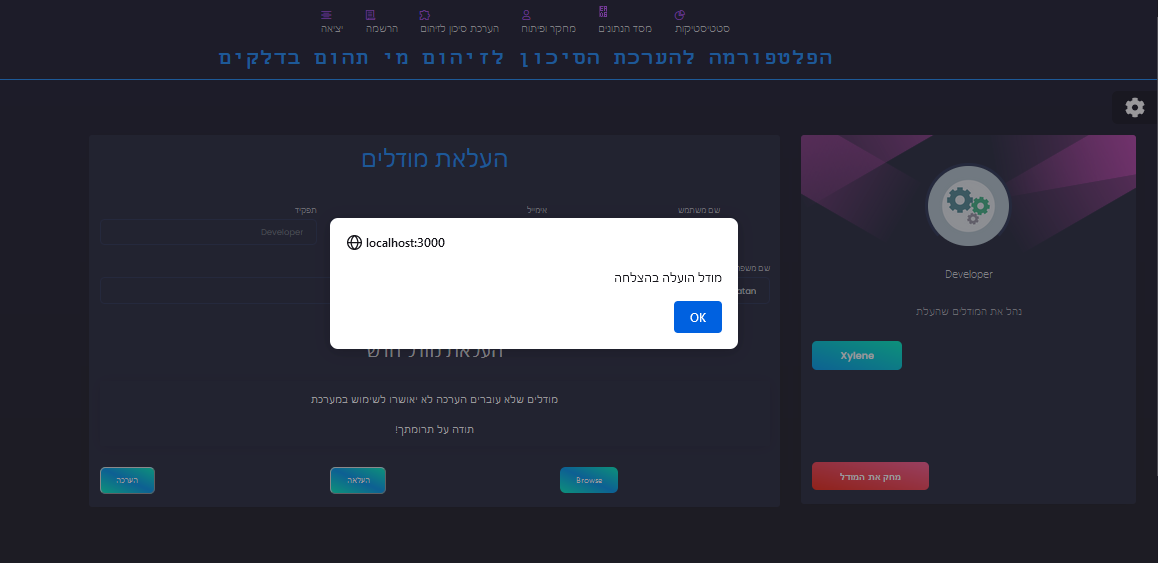 סטטיסטיקות
מסד הנתונים
מחקר ופיתוח
הערכת סיכון לזיהום
הרשמה
יציאה
הפלטפורמה להערכת הסיכון לזיהום מי תהום בדלקים
העלאת מודלים
שם משתמש
אימייל
תפקיד
Developer
שם משפ
localhost:3000
מודל הועלה בהצלחה
OK
העלאת מודל חדש
מודלים שלא עוברים הערכה לא יאושרו לשימוש במערכת
תודה על תרומתך!
Browse
העלאה
הערכה
Developer
נהל את המודלים שהעלת
Xylene
מחק את המודל